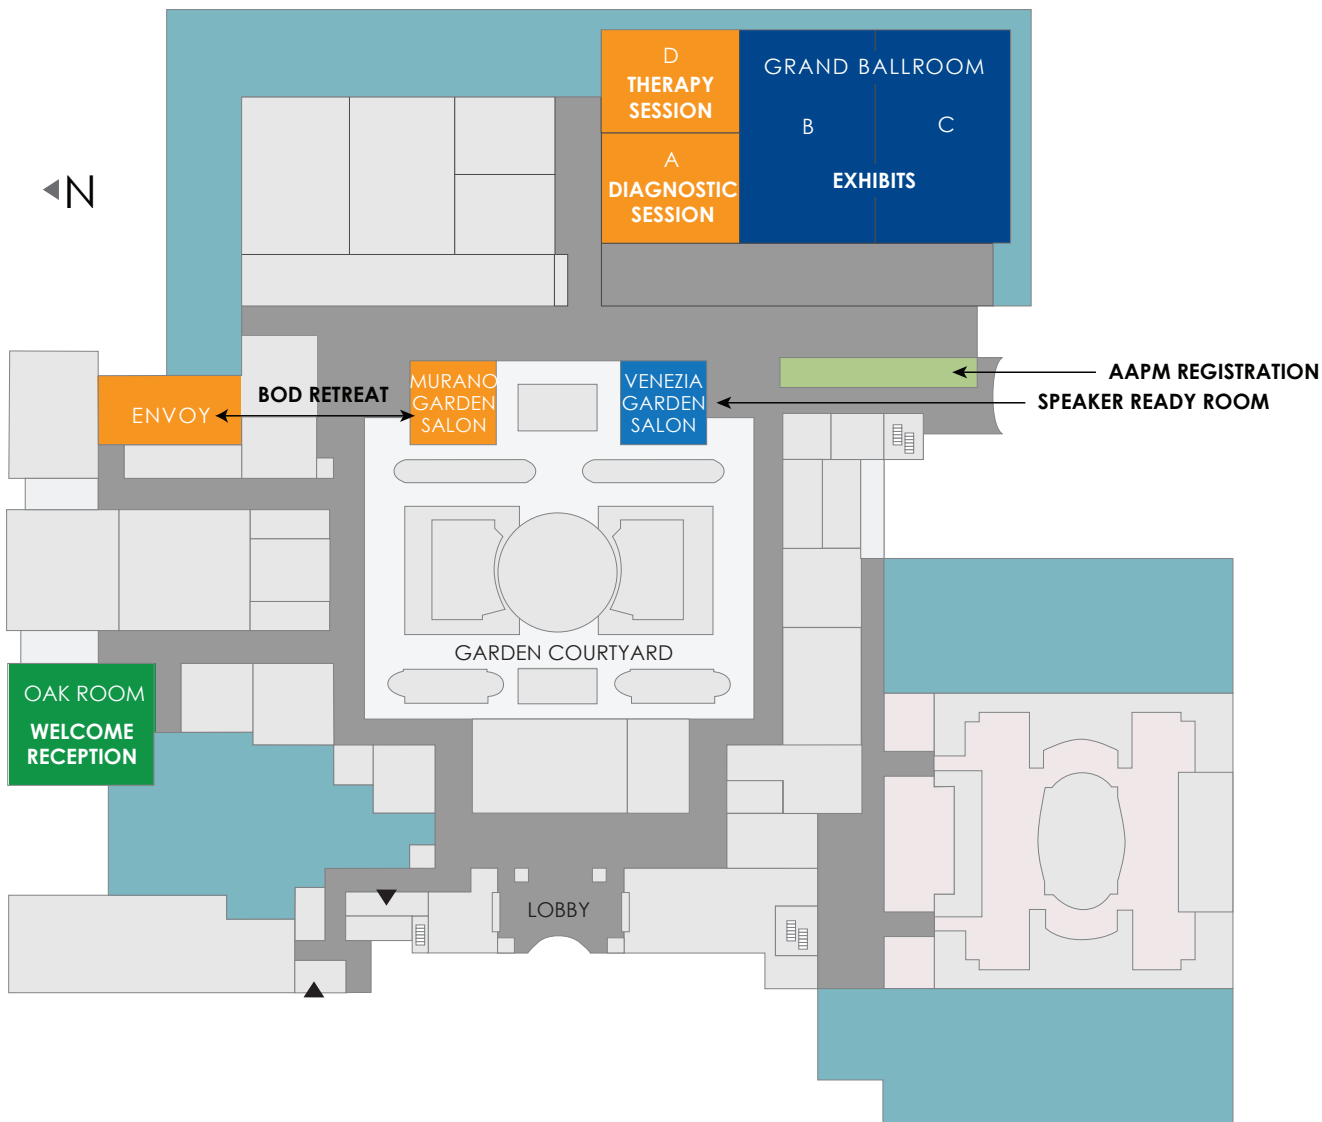 D
THERAPY
SESSION
GRAND BALLROOM
B
C
EXHIBITS
A
DIAGNOSTIC
SESSION
N
AAPM REGISTRATION
SPEAKER READY ROOM
ENVOY
BOD RETREAT
MURANO
GARDEN
SALON
VENEZIA
GARDEN
SALON
GARDEN COURTYARD
OAK ROOM
WELCOME
RECEPTION
LOBBY